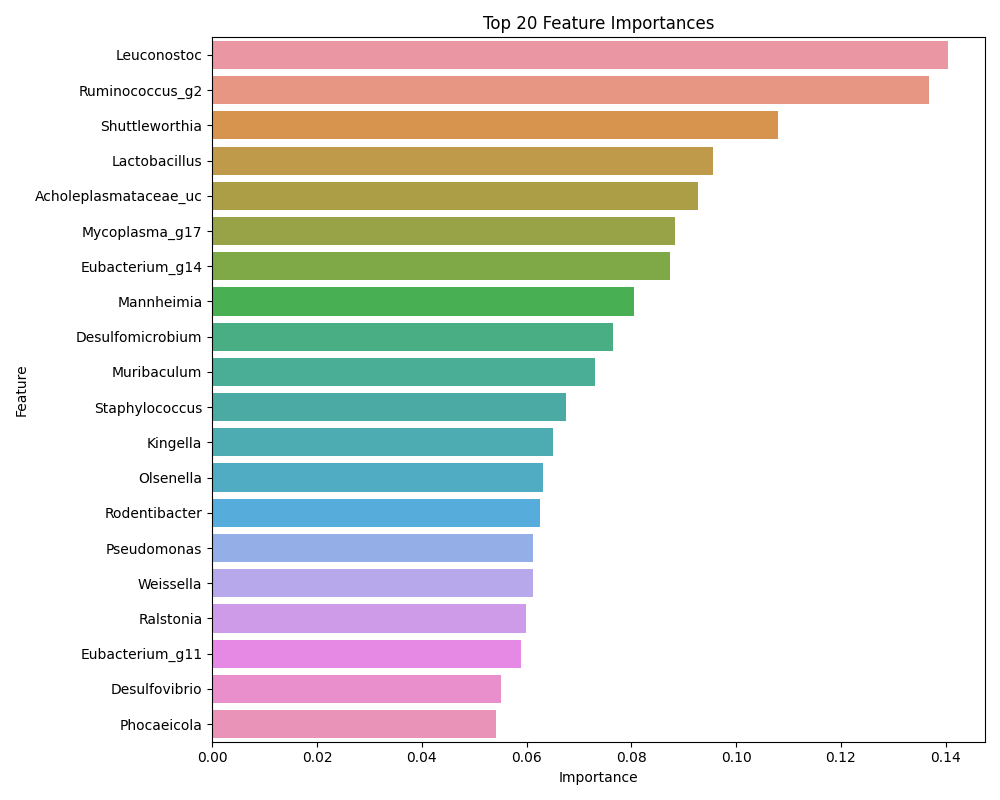 Top 20 Feature Importances
Leuconostoc
Ruminococcus_g2
Shuttleworthia
Lactobacillus
Acholeplasmataceae_uc
Mycoplasma_g17
Eubacterium_g14
Mannheimia
Desulfomicrobium
Muribaculum
Staphylococcus
Kingella
Olsenella
Rodentibacter
Pseudomonas
Weissella
Ralstonia
Eubacterium_g11
Desulfovibrio
Phocaeicola
Feature
0.00 0.02 0.04 0.06 0.08 0.10 0.12 0.14
Importance